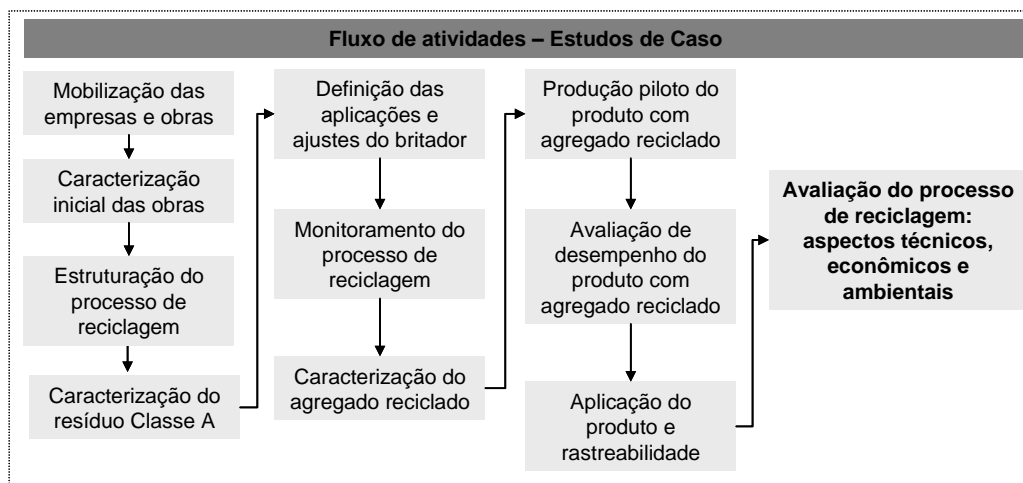 Fluxo de atividades – Estudos de Caso
Mobilização das
empresas e obras
Caracterização
inicial das obras
Estruturação do
processo de
reciclagem
Caracterização do
resíduo Classe A
Definição das
aplicações e
ajustes do britador
Monitoramento do
processo de
reciclagem
Caracterização do
agregado reciclado
Produção piloto do
produto com
agregado reciclado
Avaliação de
desempenho do
produto com
agregado reciclado
Aplicação do
produto e
rastreabilidade
Avaliação do processo
de reciclagem:
aspectos técnicos,
econômicos e
ambientais